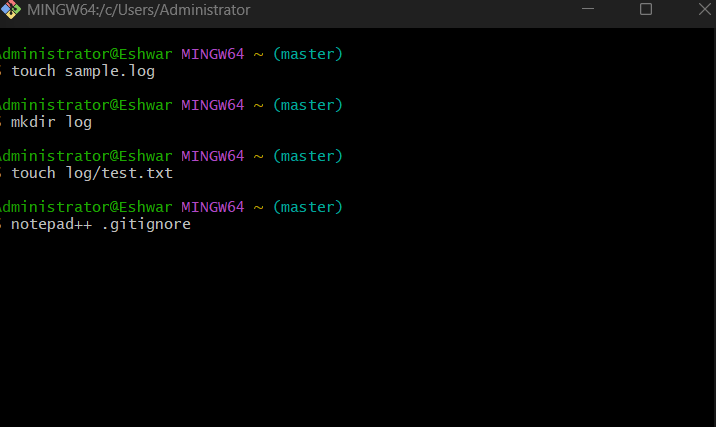 MINGW64:/c/Users/Administrator
Administrator@Eshwar MINGW64 ~ (master)
$ touch sample.log
Administrator@Eshwar MINGW64 ~ (master)
$ mkdir log
Administrator@Eshwar MINGW64 ~ (master)
$ touch log/test.txt
Administrator@Eshwar MINGW64 ~ (master)
$ notepad++ .gitignore